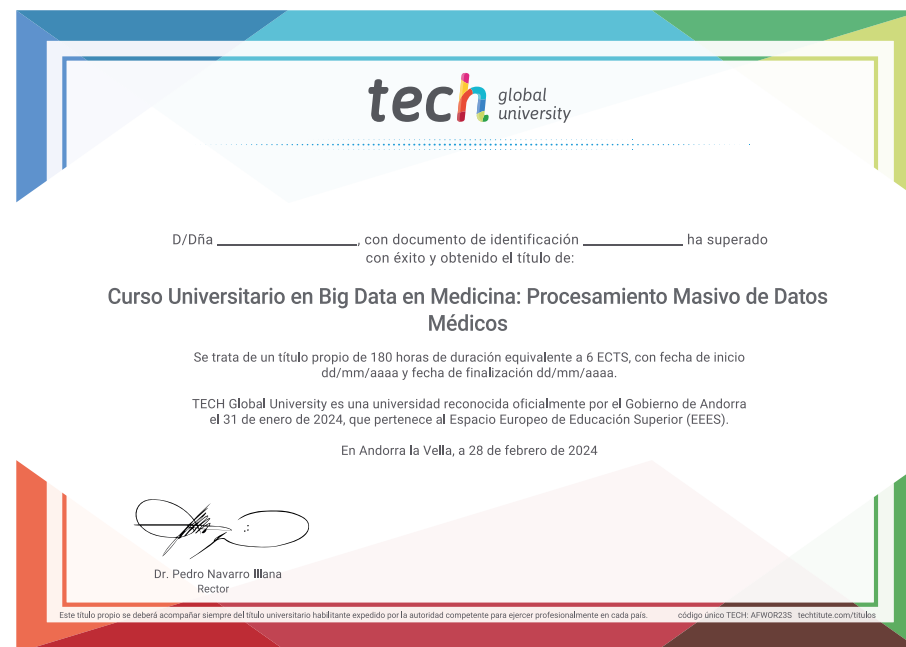 tech global university
D/Dña ____________, con documento de identificación ____________ ha superado
con éxito y obtenido el título de:
Curso Universitario en Big Data en Medicina: Procesamiento Masivo de Datos
Médicos
Se trata de un título propio de 180 horas de duración equivalente a 6 ECTS, con fecha de inicio
dd/mm/aaaa y fecha de finalización dd/mm/aaaa.
TECH Global University es una universidad reconocida oficialmente por el Gobierno de Andorra
el 31 de enero de 2024, que pertenece al Espacio Europeo de Educación Superior (EEES).
En Andorra la Vella, a 28 de febrero de 2024
Dr. Pedro Navarro Illana
Rector
Este título propio se deberá acompañar siempre del título universitario habilitante expedido por la autoridad competente para ejercer profesionalmente en cada país. código único TECH: AFWOR23S techtitute.com/titulos